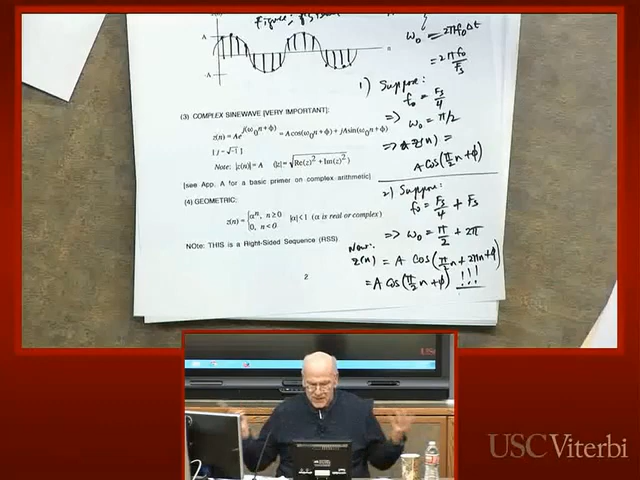 Figure;
A
n
-A
ω₀ = 2πf₀Δt
= 2πf₀/Fs
1) Suppose:
f₀ = Fs/4
=> ω₀ = π/2
=> z(n) =
A cos(π/2 n + φ)
(3) COMPLEX SINEWAVE [VERY IMPORTANT]:
z(n) = Ae^j(ω₀n+φ) = A cos(ω₀n + φ) + jA sin(ω₀n + φ)
[ j = √-1 ]
Note: |z(n)| = A (|z| = √Re(z)² + Im(z)²)
[see App. A for a basic primer on complex arithmetic]
(4) GEOMETRIC:
z(n) = { αⁿ, n ≥ 0
0, n < 0
|α| < 1 (α is real or complex)
NOte: THIS is a Right-Sided Sequence (RSS)
2
2) Suppose:
f₀ = Fs/4 + Fs
=> ω₀ = π/2 + 2π
Now:
z(n) = A cos(π/2 n + 2πn + φ)
= A cos(π/2 n + φ) !!!
USC
USC Viterbi